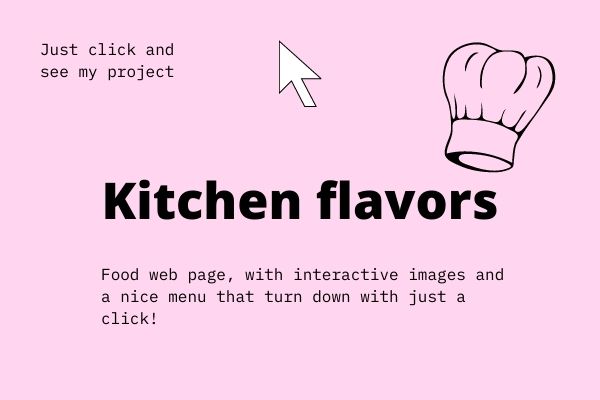 Just click and
see my project
Kitchen flavors
Food web page, with interactive images and
a nice menu that turn down with just a
click!